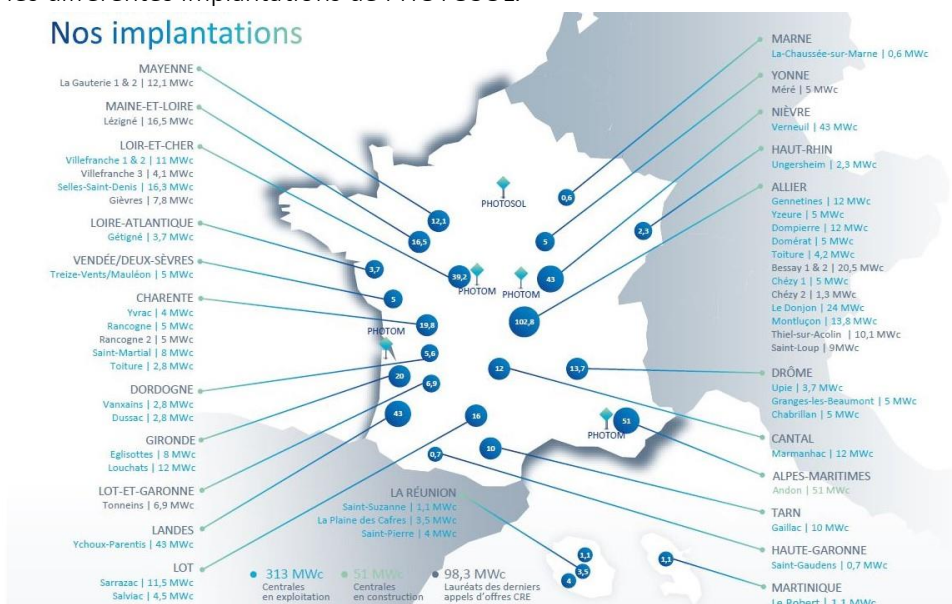 les différentes implantations de PHOTOSOL.
Nos implantations
MAYENNE
La Gauterie 1 & 2 | 12,1 MWc
MAINE-ET-LOIRE
Lézigné | 16,5 MWc
LOIR-ET-CHER
Villefranche 1 & 2 | 11 MWc
Villefranche 3 | 4,1 MWc
Selles-Saint-Denis | 16,3 MWc
Gièvres | 7,8 MWc
LOIRE-ATLANTIQUE
Gétigné | 3,7 MWc
VENDÉE/DEUX-SÈVRES
Treize-Vents/Mauléon | 5 MWc
CHARENTE
Yvrac | 4 MWc
Rancogne | 5 MWc
Rancogne 2 | 5 MWc
Saint-Martial | 8 MWc
Toiture | 2,8 MWc
DORDOGNE
Vanxains | 2,8 MWc
Dussac | 2,8 MWc
GIRONDE
Eglisottes | 8 MWc
Louchats | 12 MWc
LOT-ET-GARONNE
Tonneins | 6,9 MWc
LANDES
Ychoux-Parentis | 43 MWc
LOT
Sarrazac | 11,5 MWc
Salviac | 4,5 MWc
PHOTOSOL
0,6
12,1
16,5
5
2,3
3,7
39,2
PHOTOM
PHOTOM
43
5
19,8
102,8
PHOTOM
5,6
20
6,9
12
13,7
43
16
51
PHOTOM
10
0,7
LA RÉUNION
Saint-Suzanne | 1,1 MWc
La Plaine des Cafres | 3,5 MWc
Saint-Pierre | 4 MWc
1,1
3,5
4
1,1
313 MWc
Centrales
en exploitation
51 MWc
Centrales
en construction
98,3 MWc
Lauréats des derniers
appels d'offres CRE
MARNE
La-Chaussée-sur-Marne | 0,6 MWc
YONNE
Méré | 5 MWc
NIÈVRE
Verneuil | 43 MWc
HAUT-RHIN
Ungersheim | 2,3 MWc
ALLIER
Gennetines | 12 MWc
Yzeure | 5 MWc
Dompierre | 12 MWc
Domérat | 5 MWc
Toiture | 4,2 MWc
Bessay 1 & 2 | 20,5 MWc
Chézy 1 | 5 MWc
Chézy 2 | 1,3 MWc
Le Donjon | 24 MWc
Montluçon | 13,8 MWc
Thiel-sur-Acolin | 10,1 MWc
Saint-Loup | 9MWc
DRÔME
Upie | 3,7 MWc
Granges-les-Beaumont | 5 MWc
Chabrillan | 5 MWc
CANTAL
Marmanhac | 12 MWc
ALPES-MARITIMES
Andon | 51 MWc
TARN
Gaillac | 10 MWc
HAUTE-GARONNE
Saint-Gaudens | 0,7 MWc
MARTINIQUE
Le Robert | 1,1 MWc